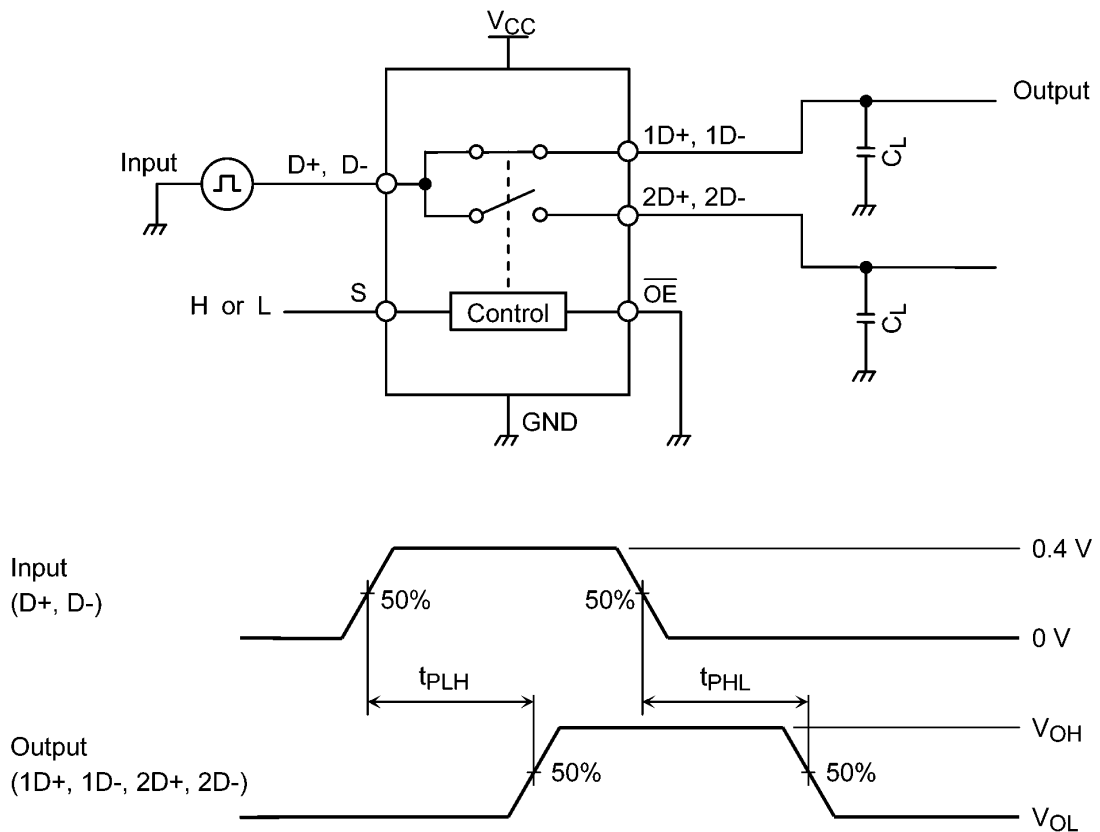 VCC
Output
Input
D+, D-
1D+, 1D-
CL
2D+, 2D-
S
OE
H or L
Control
CL
GND
Input
(D+, D-)
50%
50%
0.4 V
0 V
tPLH
tPHL
Output
(1D+, 1D-, 2D+, 2D-)
50%
50%
VOH
VOL